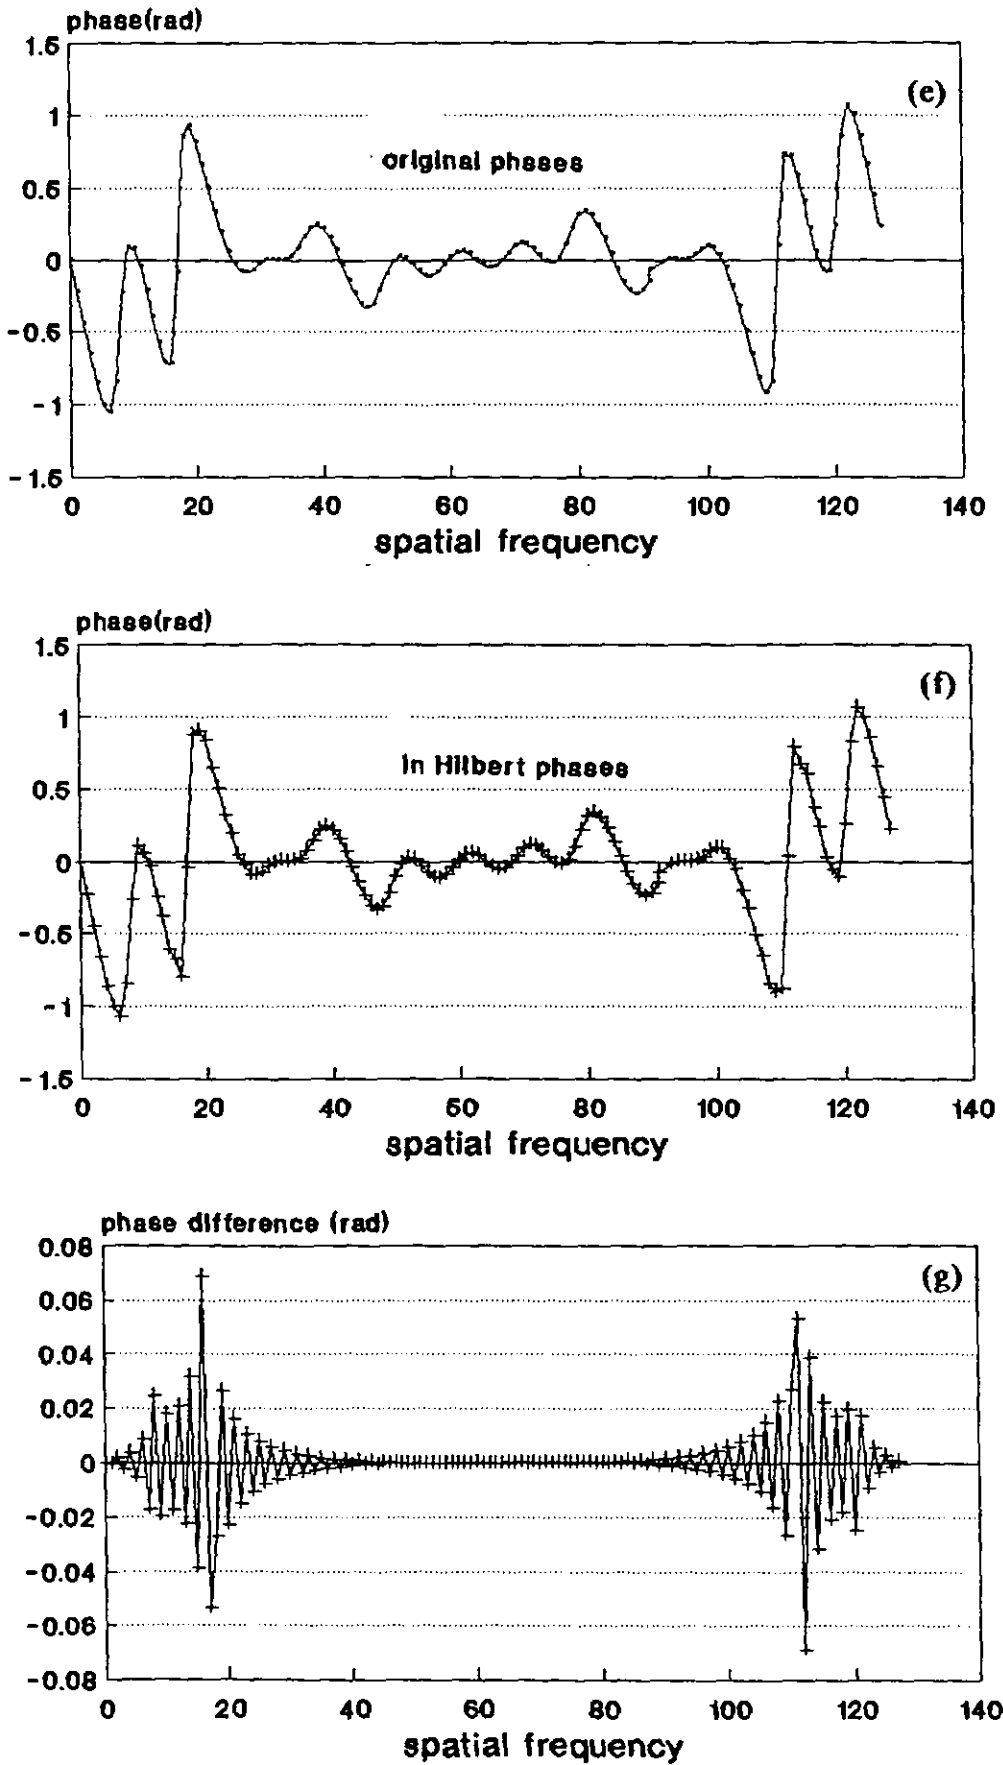 phase(rad)
1.5
(e)
1
original phases
0.5
0
-0.5
-1
-1.5
0 20 40 60 80 100 120 140
spatial frequency
phase(rad)
1.5
(f)
1
In Hilbert phases
0.5
0
-0.5
-1
-1.5
0 20 40 60 80 100 120 140
spatial frequency
phase difference (rad)
0.08
(g)
0.06
0.04
0.02
0
-0.02
-0.04
-0.06
-0.08
0 20 40 60 80 100 120 140
spatial frequency